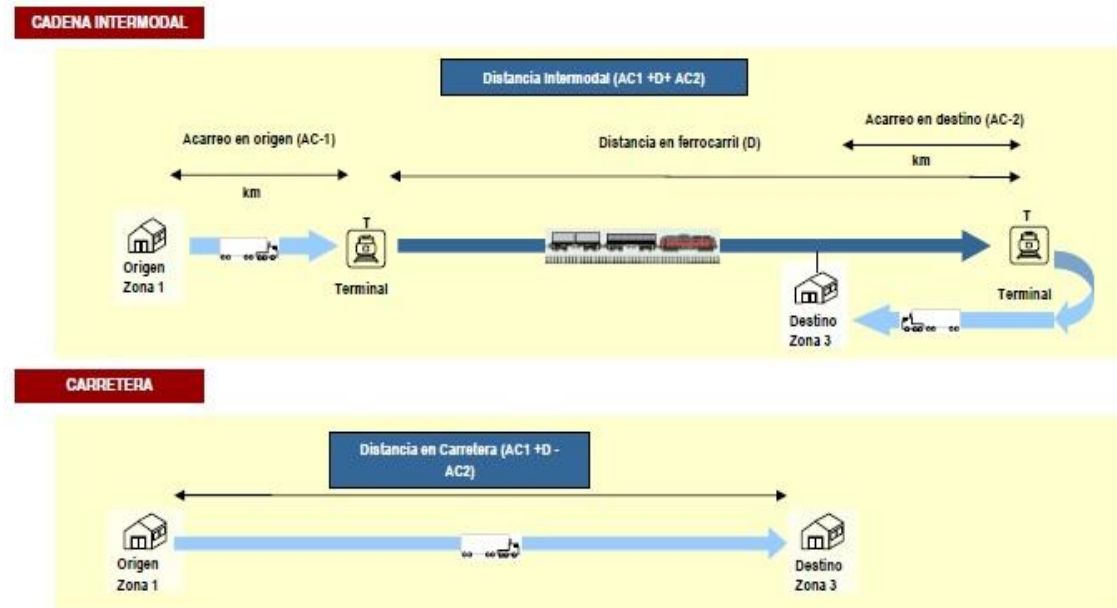 CADENA INTERMODAL
Distancia Intermodal (AC1 +D+ AC2)
Acarreo en origen (AC-1)
Distancia en ferrocarril (D)
Acarreo en destino (AC-2)
km
km
T
T
Origen
Zona 1
Terminal
Terminal
Destino
Zona 3
CARRETERA
Distancia en Carretera (AC1 +D -
AC2)
Origen
Zona 1
Destino
Zona 3